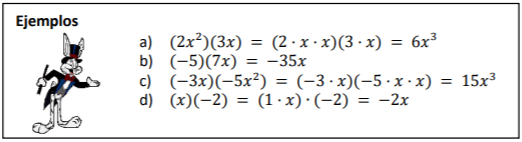 Ejemplos
a) (2x²)(3x) = (2 · x · x)(3 · x) = 6x³
b) (−5)(7x) = −35x
c) (−3x)(−5x²) = (−3 · x)(−5 · x · x) = 15x³
d) (x)(−2) = (1 · x) · (−2) = −2x